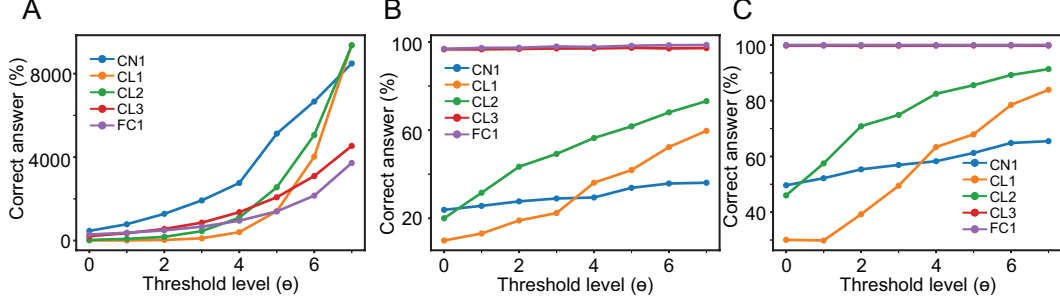 A
Correct answer (%)
8000
4000
0
CN1
CL1
CL2
CL3
FC1
0
2
4
6
Threshold level (ɵ)
B
Correct answer (%)
100
60
20
CN1
CL1
CL2
CL3
FC1
0
2
4
6
Threshold level (ɵ)
C
Correct answer (%)
100
80
60
40
CN1
CL1
CL2
CL3
FC1
0
2
4
6
Threshold level (ɵ)